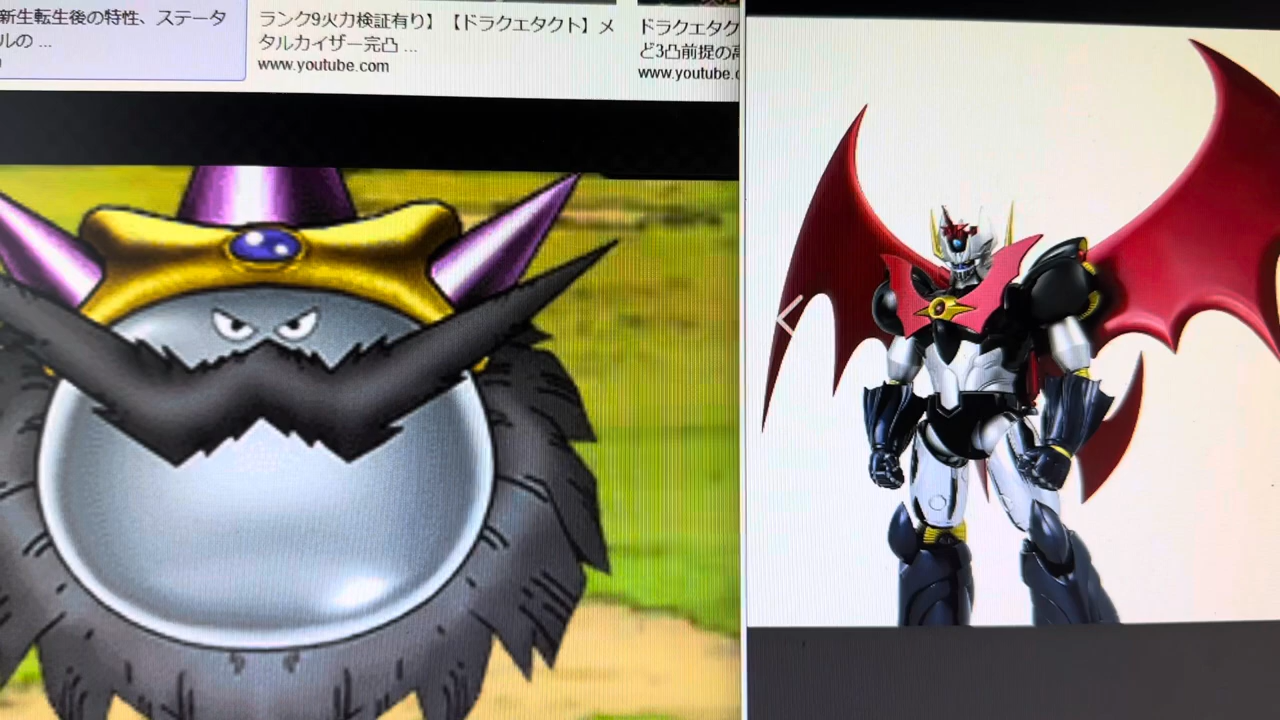 新生転生後の特性、ステータ
ルの ...
ランク9火力検証有り】【ドラクエタクト】メ
タルカイザー完凸 ...
www.youtube.com
ドラクエタク
ど3凸前提の高
www.youtube.c